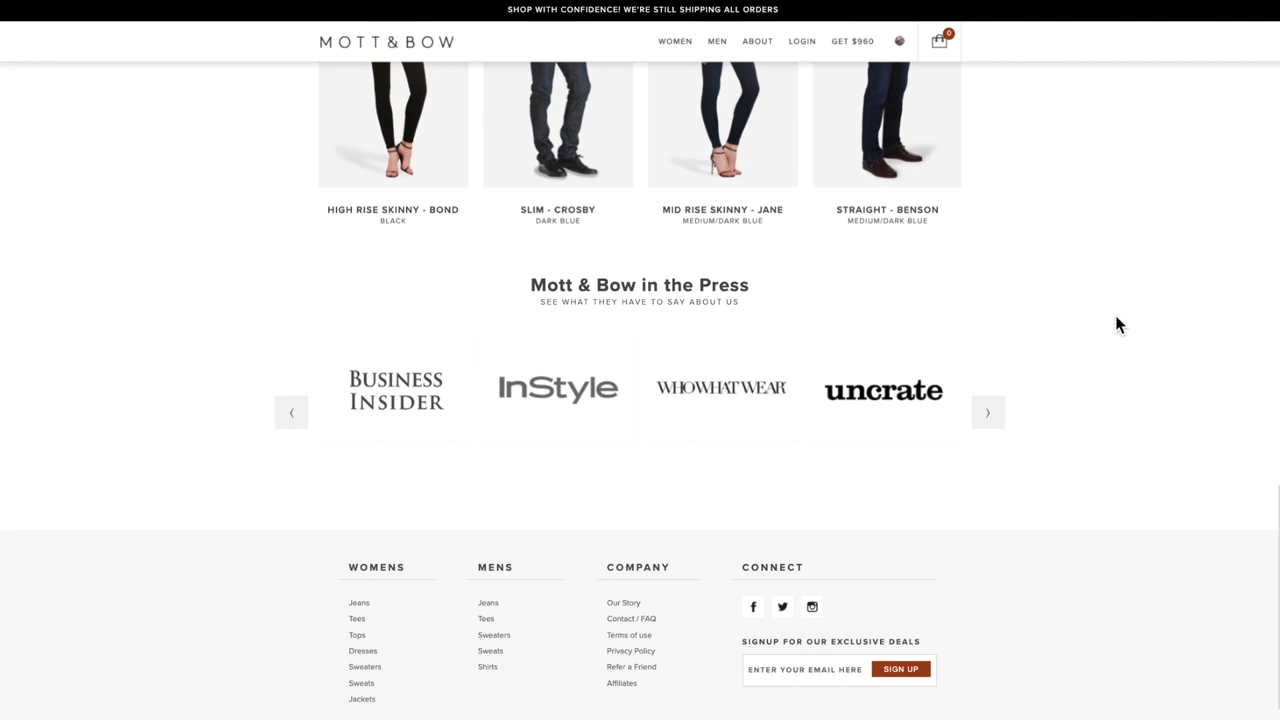 SHOP WITH CONFIDENCE! WE'RE STILL SHIPPING ALL ORDERS
MOTT & BOW
WOMEN MEN ABOUT LOGIN GET $960 0
HIGH RISE SKINNY - BOND
BLACK
SLIM - CROSBY
DARK BLUE
MID RISE SKINNY - JANE
MEDIUM/DARK BLUE
STRAIGHT - BENSON
MEDIUM/DARK BLUE
Mott & Bow in the Press
SEE WHAT THEY HAVE TO SAY ABOUT US
BUSINESS
INSIDER
InStyle
WHOWHATWEAR
uncrate
WOMENS
Jeans
Tees
Tops
Dresses
Sweaters
Sweats
Jackets
MENS
Jeans
Tees
Sweaters
Sweats
Shirts
COMPANY
Our Story
Contact / FAQ
Terms of use
Privacy Policy
Refer a Friend
Affiliates
CONNECT
SIGNUP FOR OUR EXCLUSIVE DEALS
ENTER YOUR EMAIL HERE SIGN UP